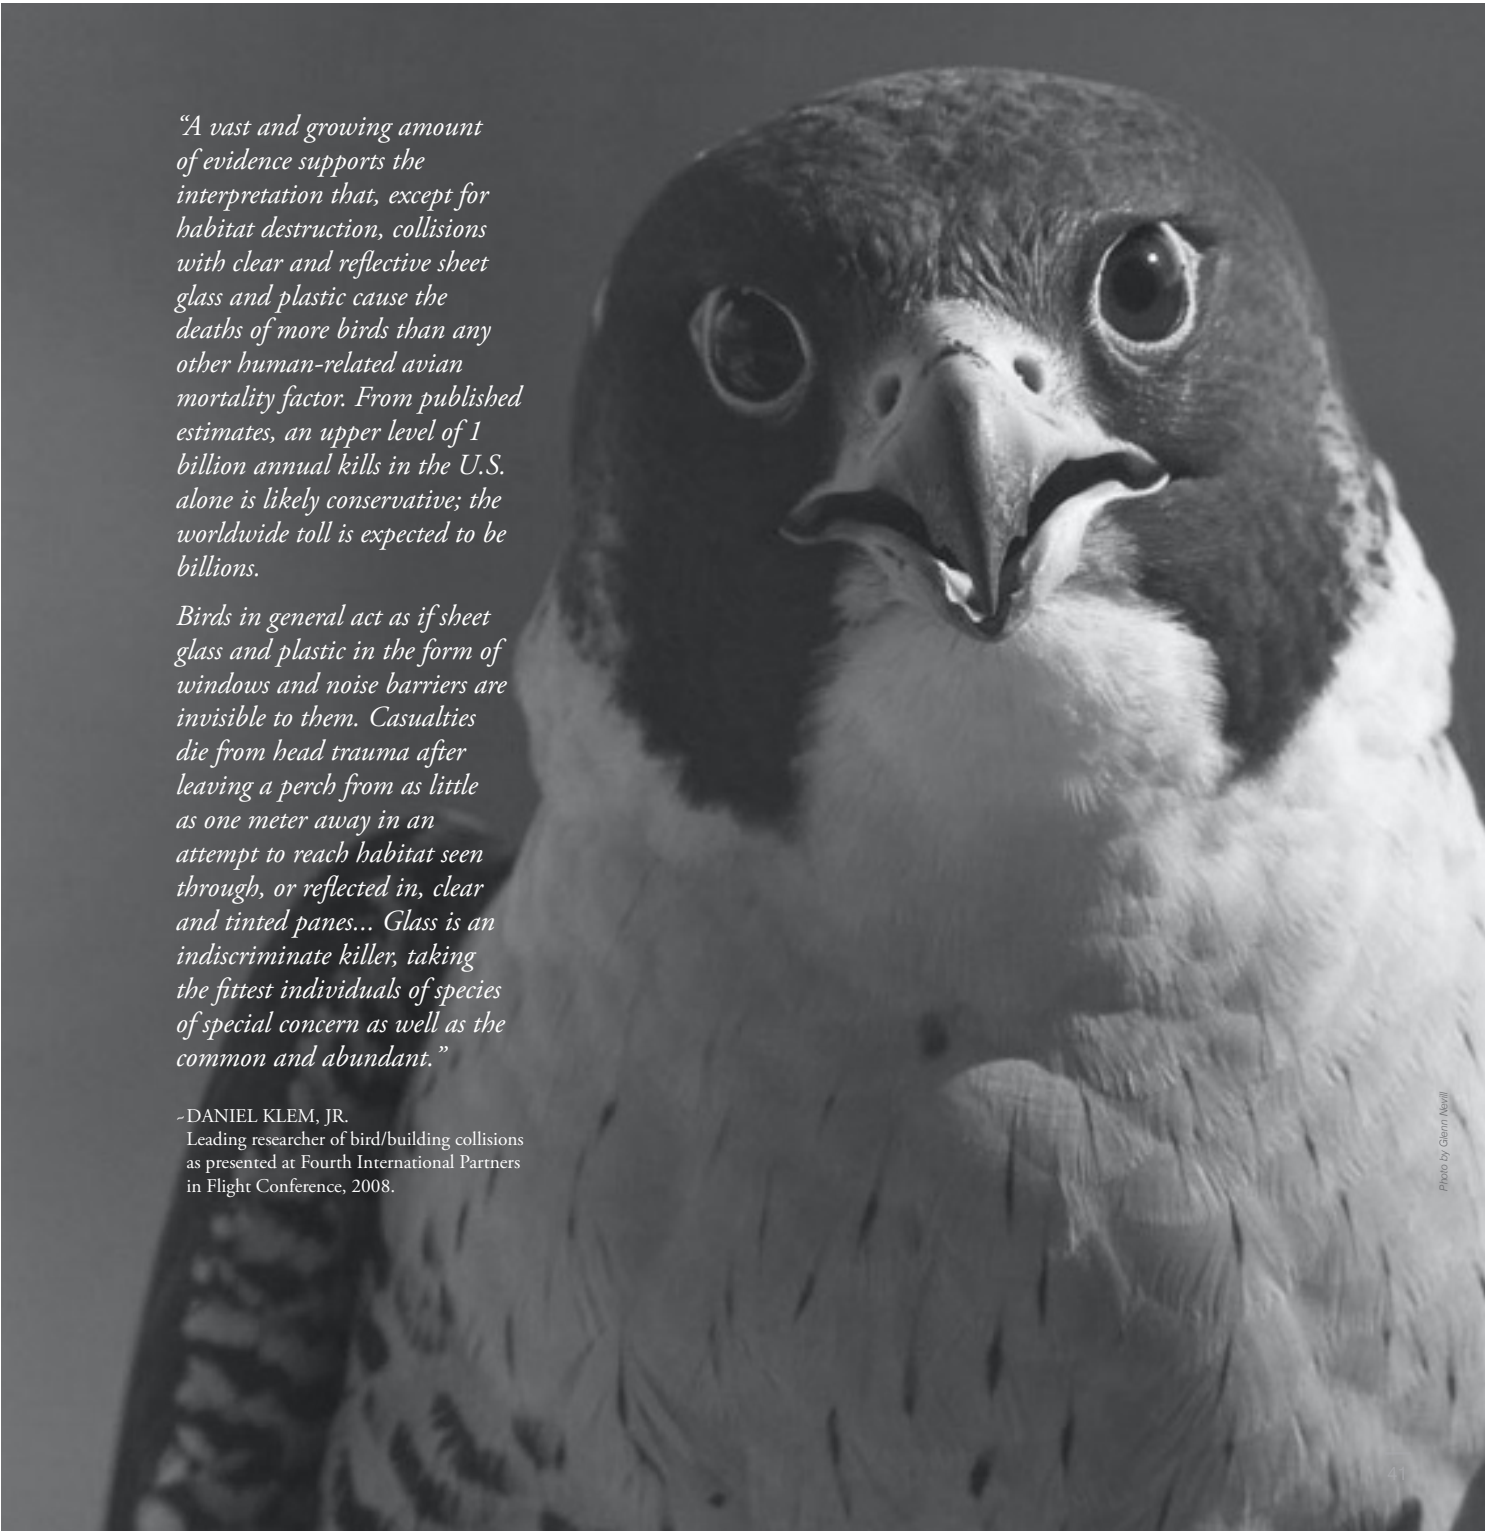 “A vast and growing amount
of evidence supports the
interpretation that, except for
habitat destruction, collisions
with clear and reflective sheet
glass and plastic cause the
deaths of more birds than any
other human-related avian
mortality factor. From published
estimates, an upper level of 1
billion annual kills in the U.S.
alone is likely conservative; the
worldwide toll is expected to be
billions.
Birds in general act as if sheet
glass and plastic in the form of
windows and noise barriers are
invisible to them. Casualties
die from head trauma after
leaving a perch from as little
as one meter away in an
attempt to reach habitat seen
through, or reflected in, clear
and tinted panes... Glass is an
indiscriminate killer, taking
the fittest individuals of species
of special concern as well as the
common and abundant.”
~DANIEL KLEM, JR.
Leading researcher of bird/building collisions
as presented at Fourth International Partners
in Flight Conference, 2008.
Photo by Glenn Nevill
41